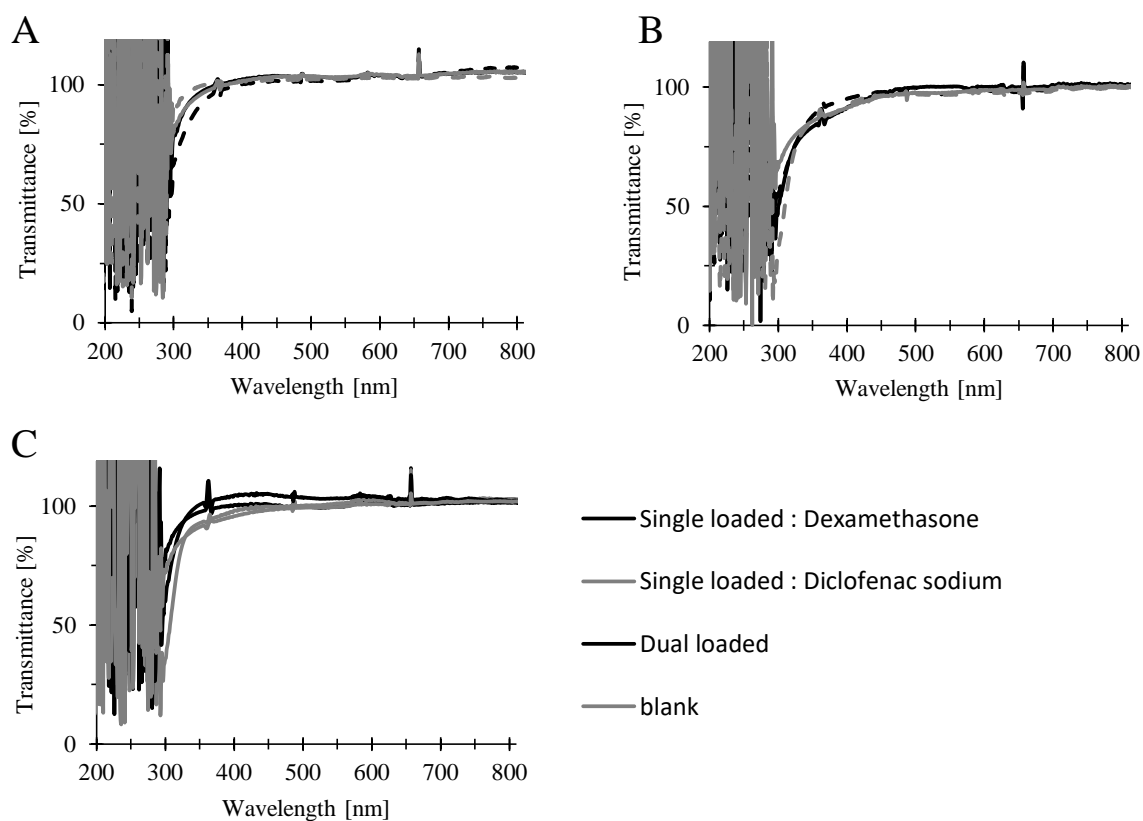 A
Transmittance [%]
100
50
0
200 300 400 500 600 700 800
Wavelength [nm]
B
Transmittance [%]
100
50
0
200 300 400 500 600 700 800
Wavelength [nm]
C
Transmittance [%]
100
50
0
200 300 400 500 600 700 800
Wavelength [nm]
Single loaded : Dexamethasone
Single loaded : Diclofenac sodium
Dual loaded
blank